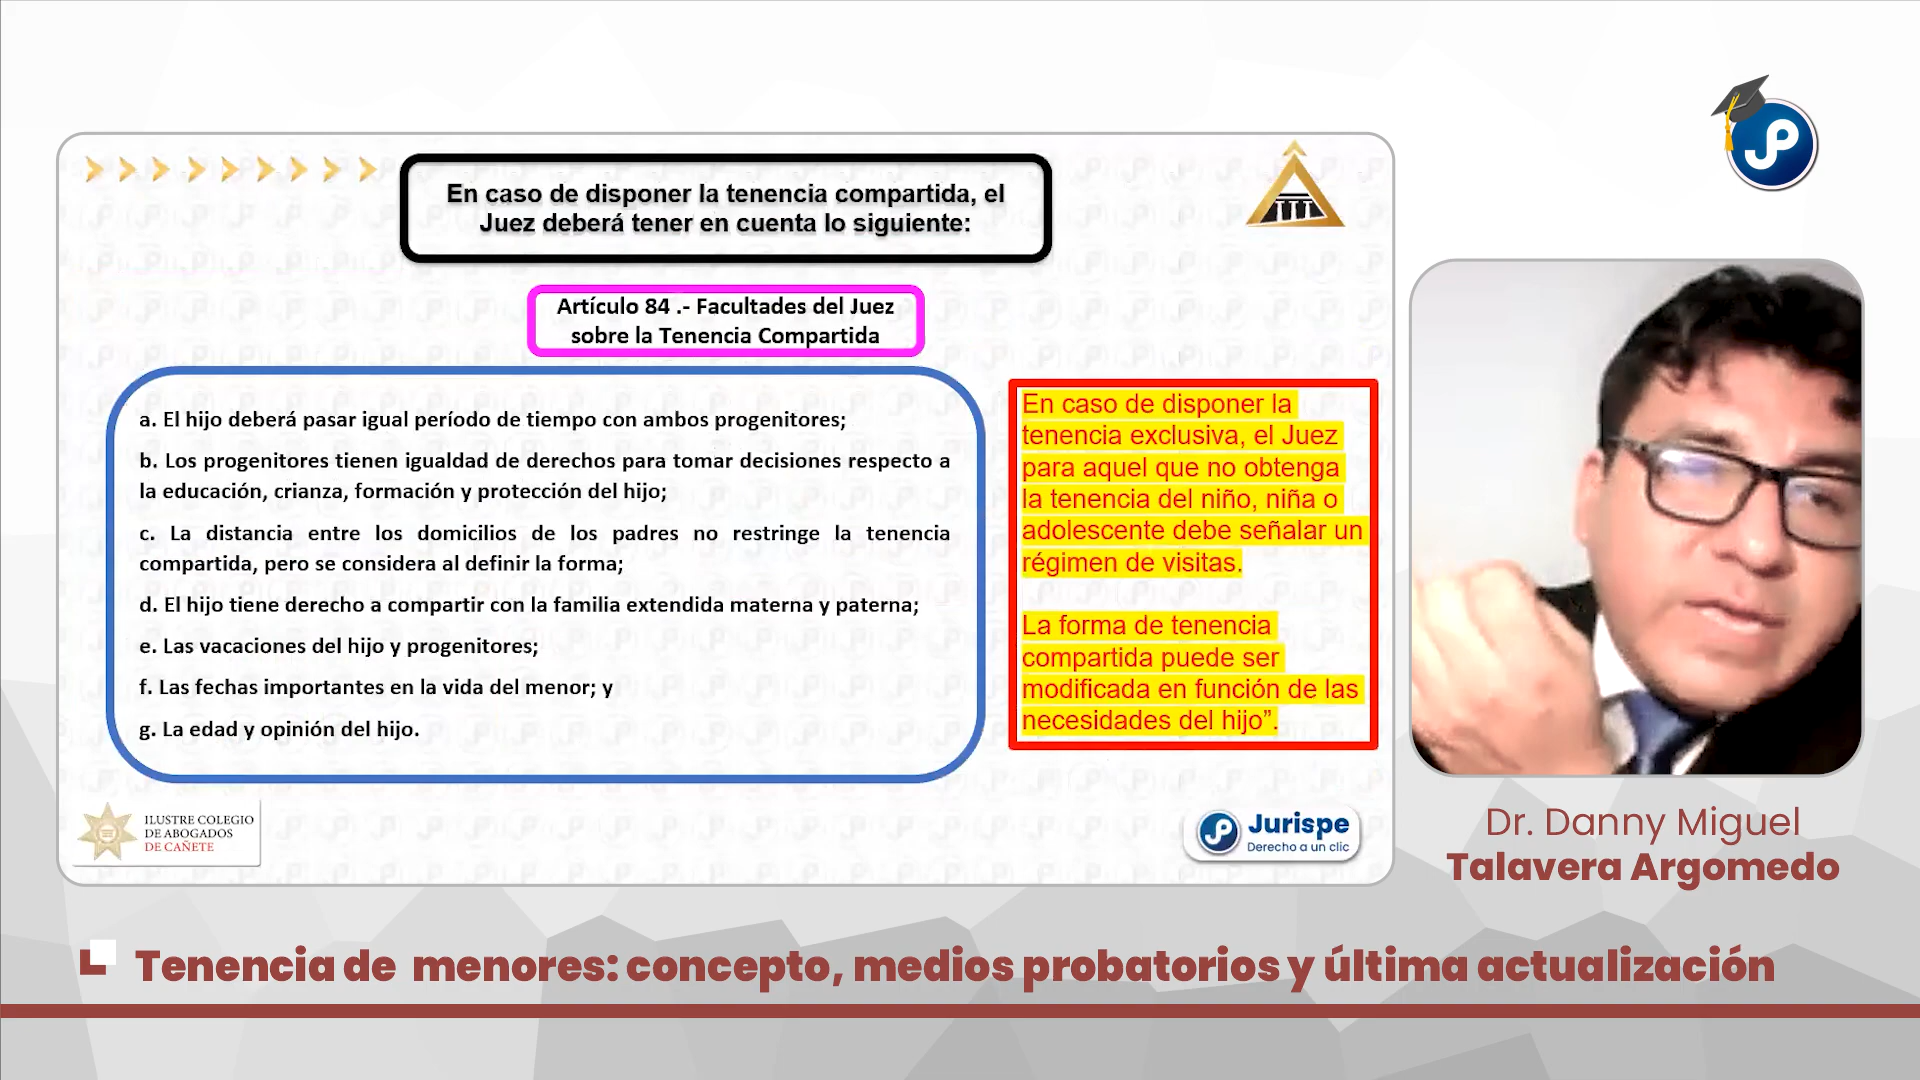 En caso de disponer la tenencia compartida, el
Juez deberá tener en cuenta lo siguiente:
Artículo 84 .- Facultades del Juez
sobre la Tenencia Compartida
a. El hijo deberá pasar igual período de tiempo con ambos progenitores;
b. Los progenitores tienen igualdad de derechos para tomar decisiones respecto a
la educación, crianza, formación y protección del hijo;
c. La distancia entre los domicilios de los padres no restringe la tenencia
compartida, pero se considera al definir la forma;
d. El hijo tiene derecho a compartir con la familia extendida materna y paterna;
e. Las vacaciones del hijo y progenitores;
f. Las fechas importantes en la vida del menor; y
g. La edad y opinión del hijo.
En caso de disponer la
tenencia exclusiva, el Juez
para aquel que no obtenga
la tenencia del niño, niña o
adolescente debe señalar un
régimen de visitas.
La forma de tenencia
compartida puede ser
modificada en función de las
necesidades del hijo”.
ILUSTRE COLEGIO
DE ABOGADOS
DE CAÑETE
JP
Jurispe
Derecho a un clic
JP
Dr. Danny Miguel
Talavera Argomedo
Tenencia de menores: concepto, medios probatorios y última actualización